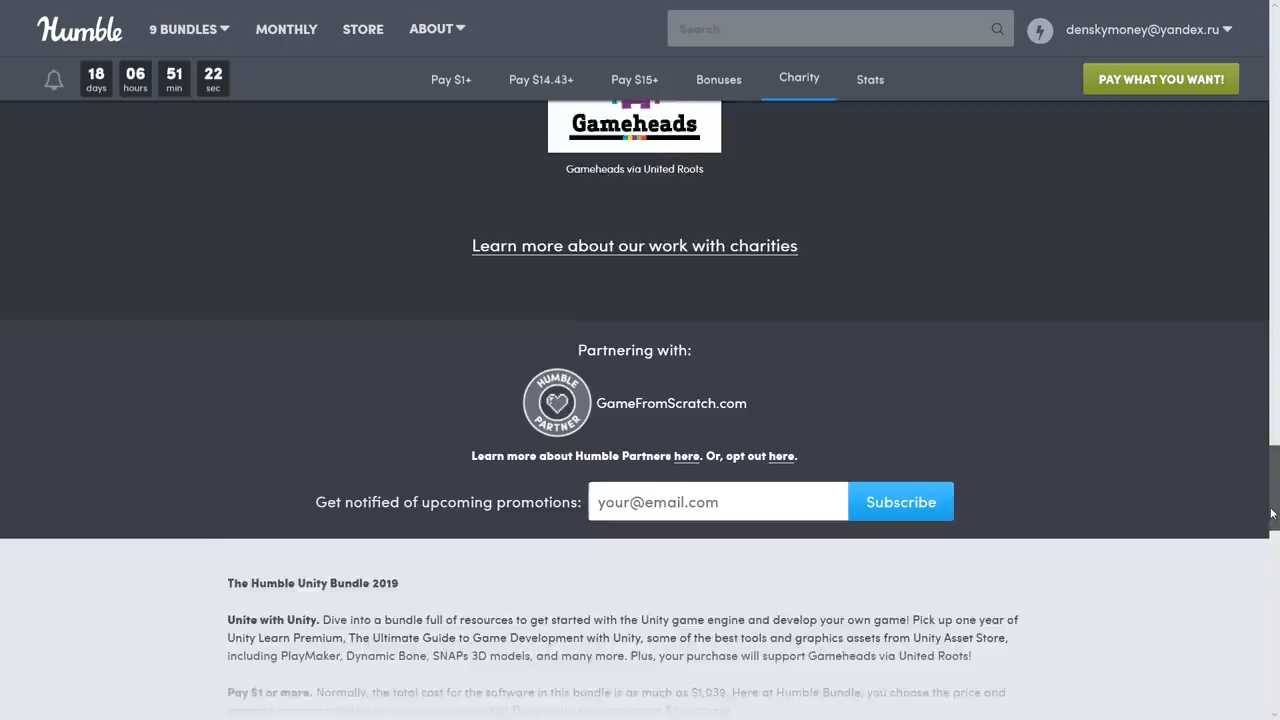 Humble
9 BUNDLES
MONTHLY
STORE
ABOUT
Search
denskymoney@yandex.ru
18 days
06 hours
51 min
22 sec
Pay $1+
Pay $14.43+
Pay $15+
Bonuses
Charity
Stats
PAY WHAT YOU WANT!
Gameheads
Gameheads via United Roots
Learn more about our work with charities
Partnering with:
HUMBLE PARTNER
GameFromScratch.com
Learn more about Humble Partners here. Or, opt out here.
Get notified of upcoming promotions:
your@email.com
Subscribe
The Humble Unity Bundle 2019
Unite with Unity. Dive into a bundle full of resources to get started with the Unity game engine and develop your own game! Pick up one year of
Unity Learn Premium, The Ultimate Guide to Game Development with Unity, some of the best tools and graphics assets from Unity Asset Store,
including PlayMaker, Dynamic Bone, SNAPs 3D models, and many more. Plus, your purchase will support Gameheads via United Roots!
Pay $1 or more. Normally, the total cost for the software in this bundle is as much as $1,039. Here at Humble Bundle, you choose the price and